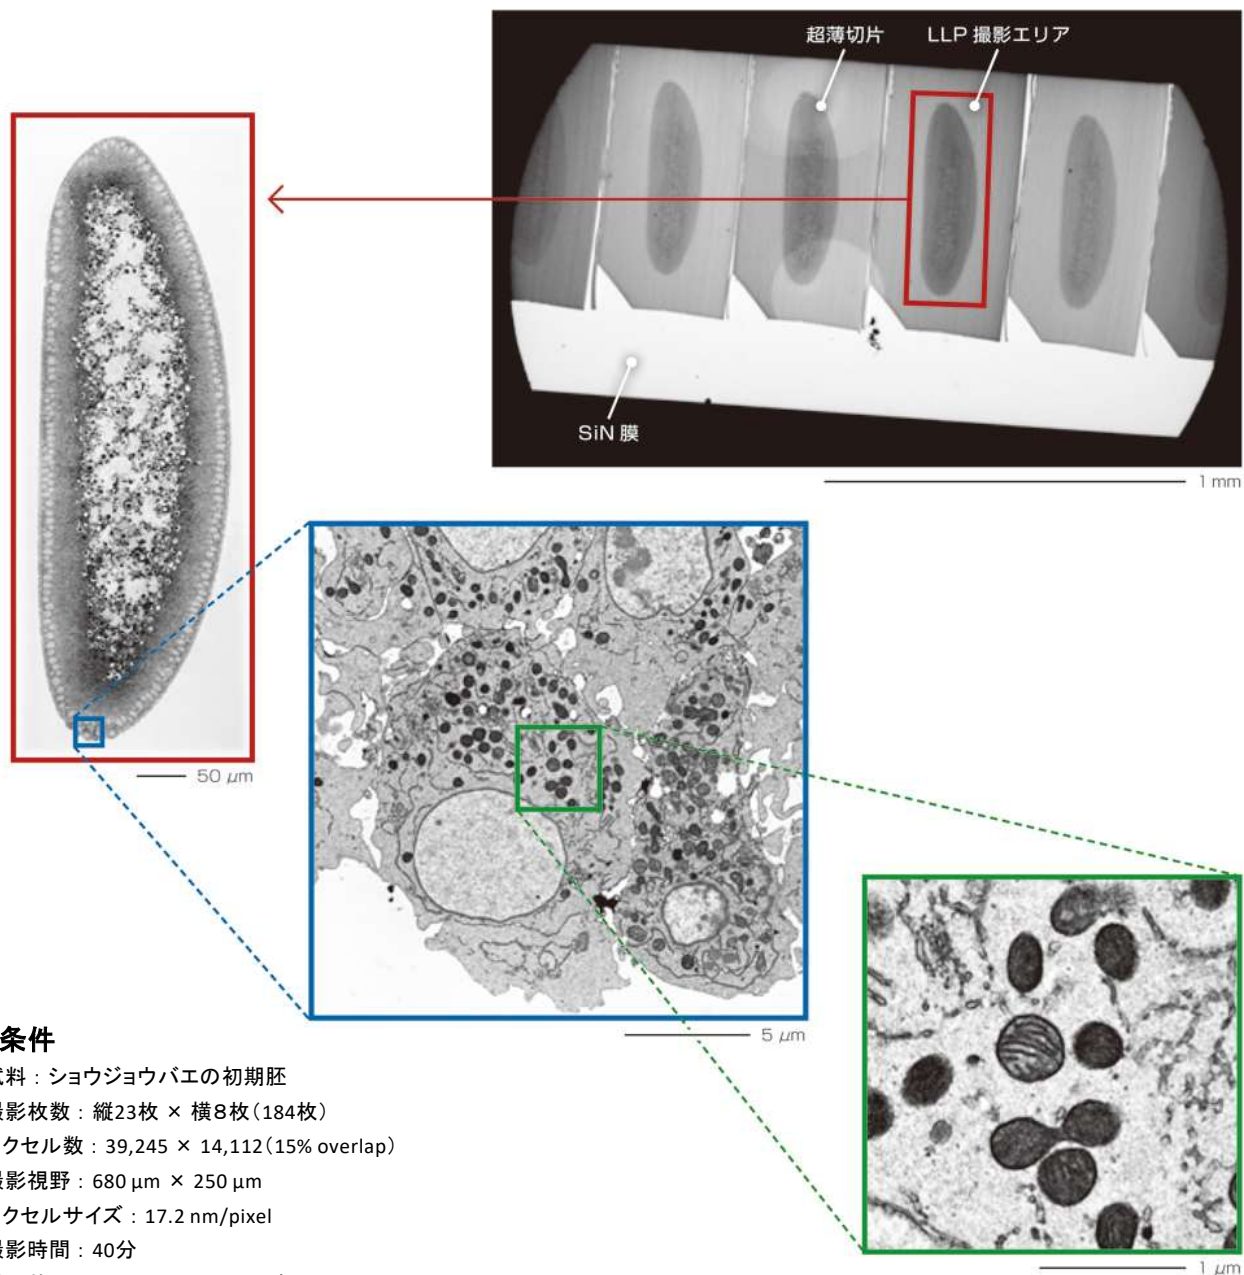 超薄切片
LLP 撮影エリア
SiN 膜
1 mm
50 μm
5 μm
1 μm
条件
料：ショウジョウバエの初期胚
影枚数：縦23枚 × 横8枚（184枚）
クセル数：39,245 × 14,112（15% overlap）
影視野：680 μm × 250 μm
クセルサイズ：17.2 nm/pixel
影時間：40分